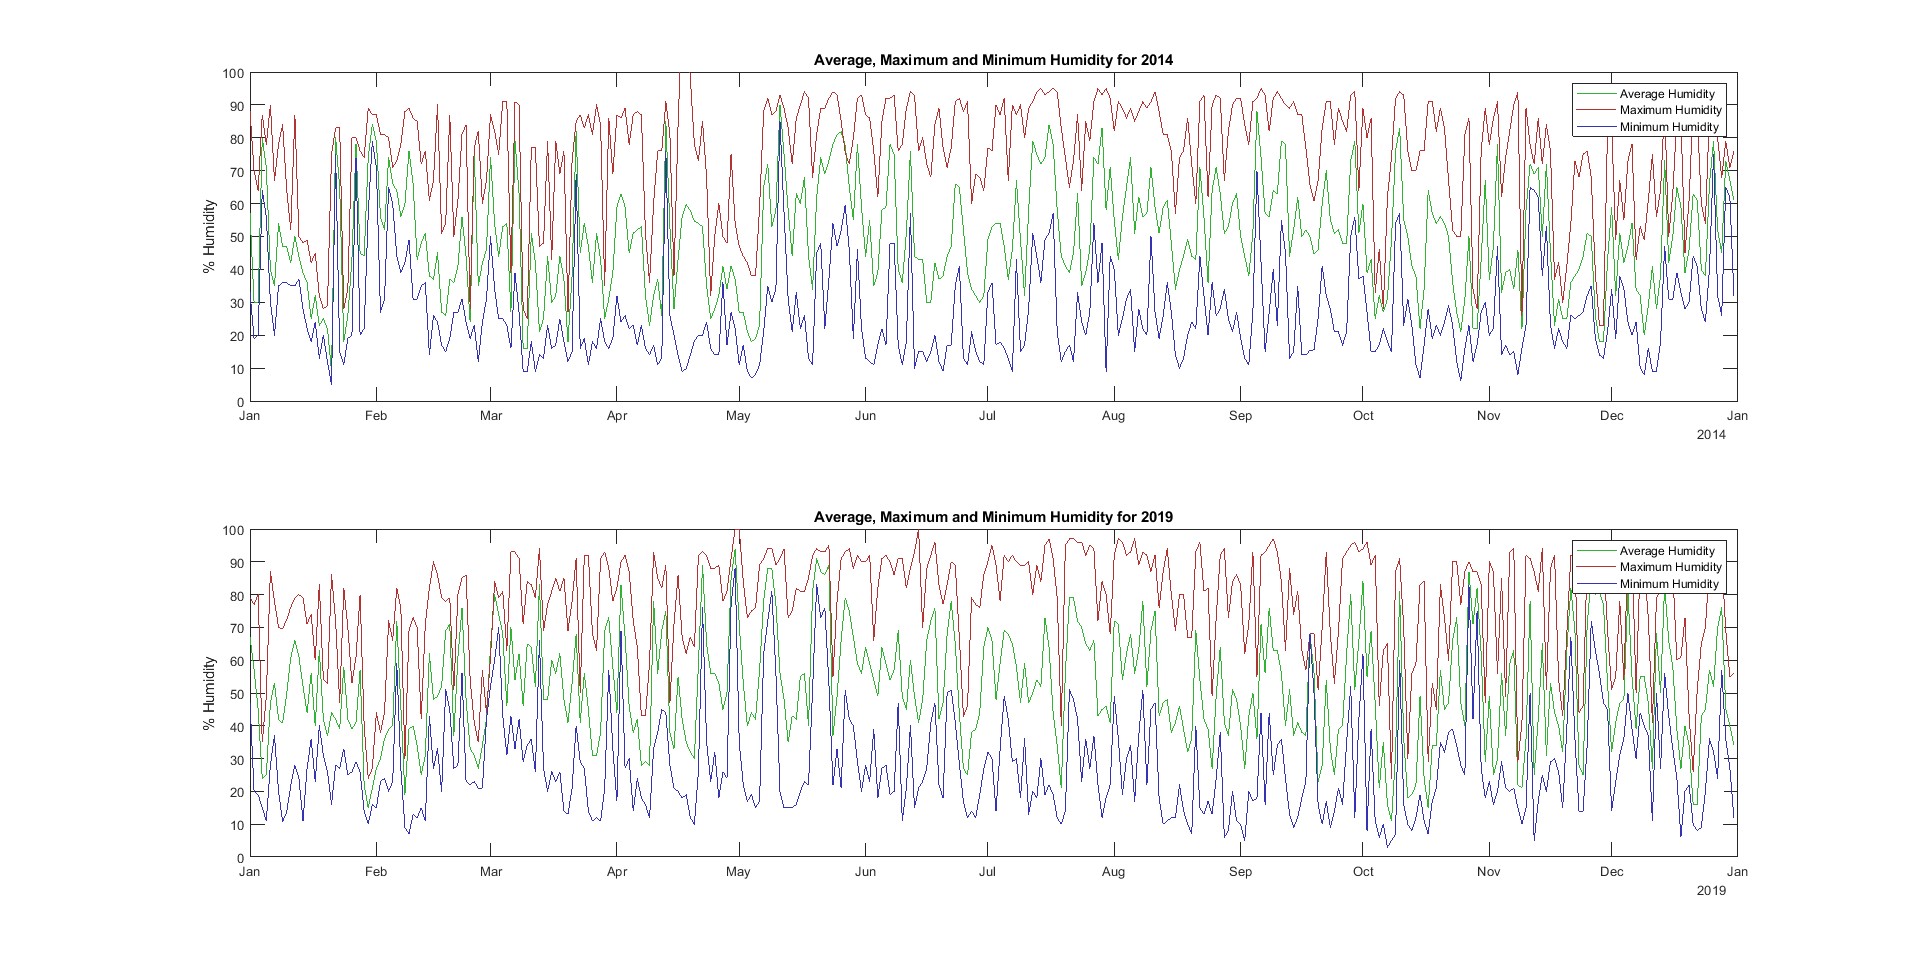 Average, Maximum and Minimum Humidity for 2014
100
90
80
70
60
50
40
30
20
10
0
% Humidity
Average Humidity
Maximum Humidity
Minimum Humidity
Jan Feb Mar Apr May Jun Jul Aug Sep Oct Nov Dec Jan
2014
Average, Maximum and Minimum Humidity for 2019
100
90
80
70
60
50
40
30
20
10
0
% Humidity
Average Humidity
Maximum Humidity
Minimum Humidity
Jan Feb Mar Apr May Jun Jul Aug Sep Oct Nov Dec Jan
2019